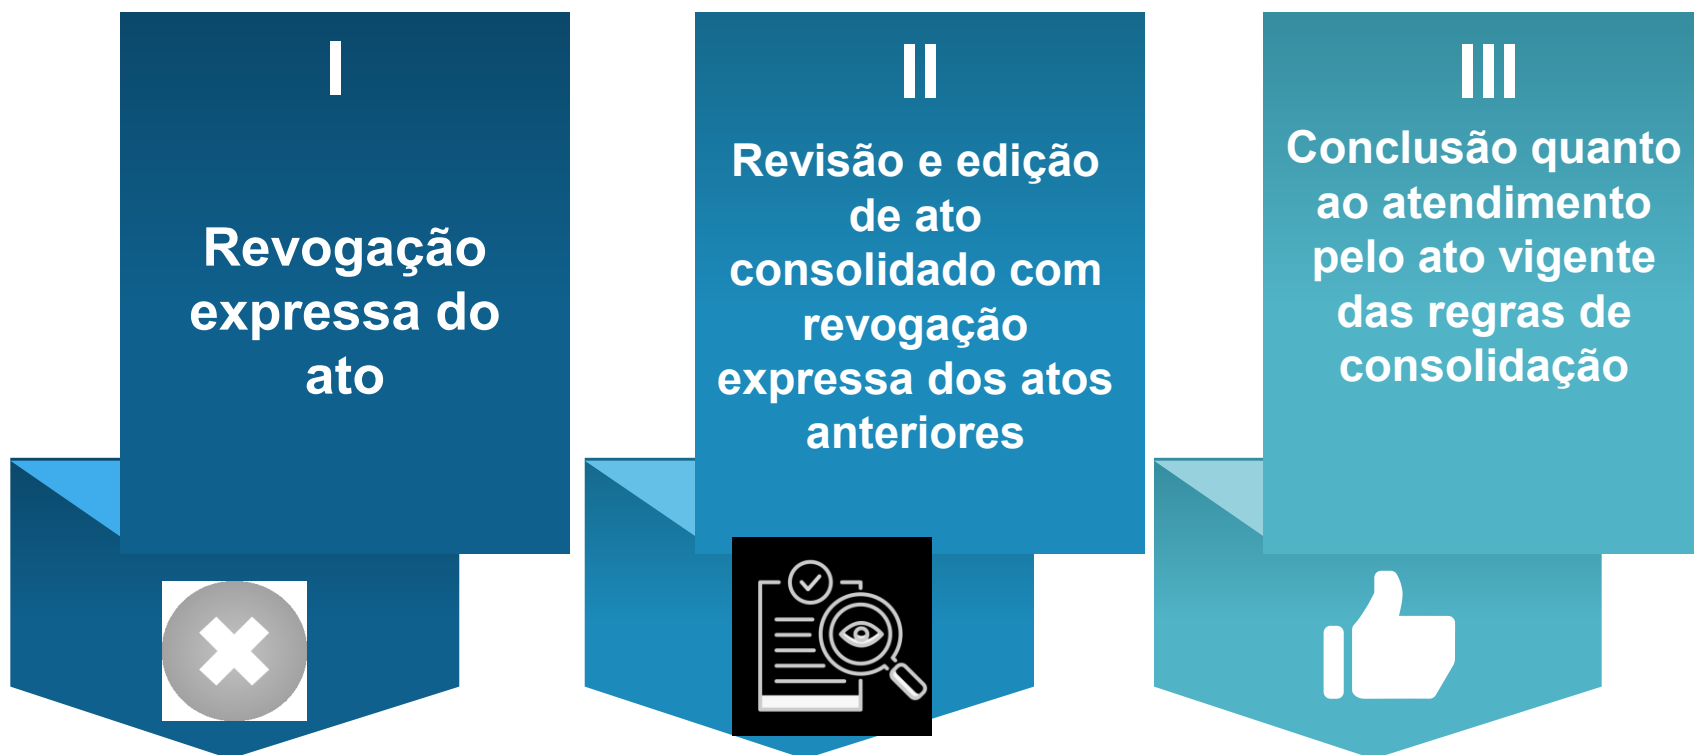 I
Revogação
expressa do
ato
II
Revisão e edição
de ato
consolidado com
revogação
expressa dos atos
anteriores
III
Conclusão quanto
ao atendimento
pelo ato vigente
das regras de
consolidação